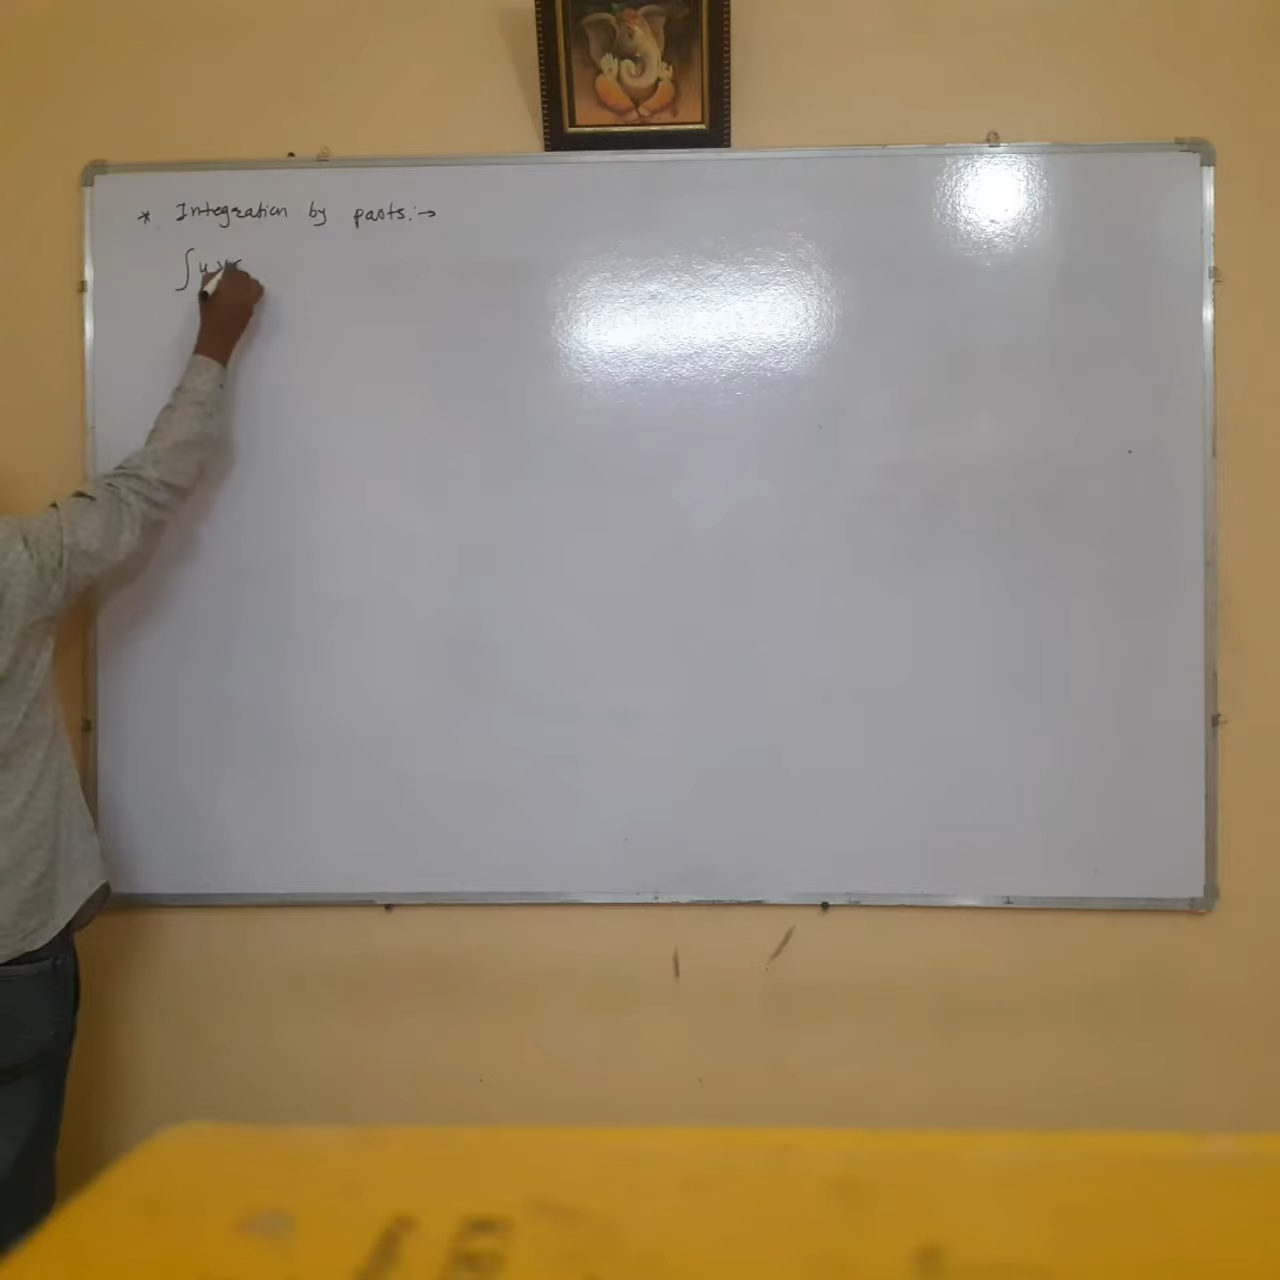 * Integration by parts:→
∫u v